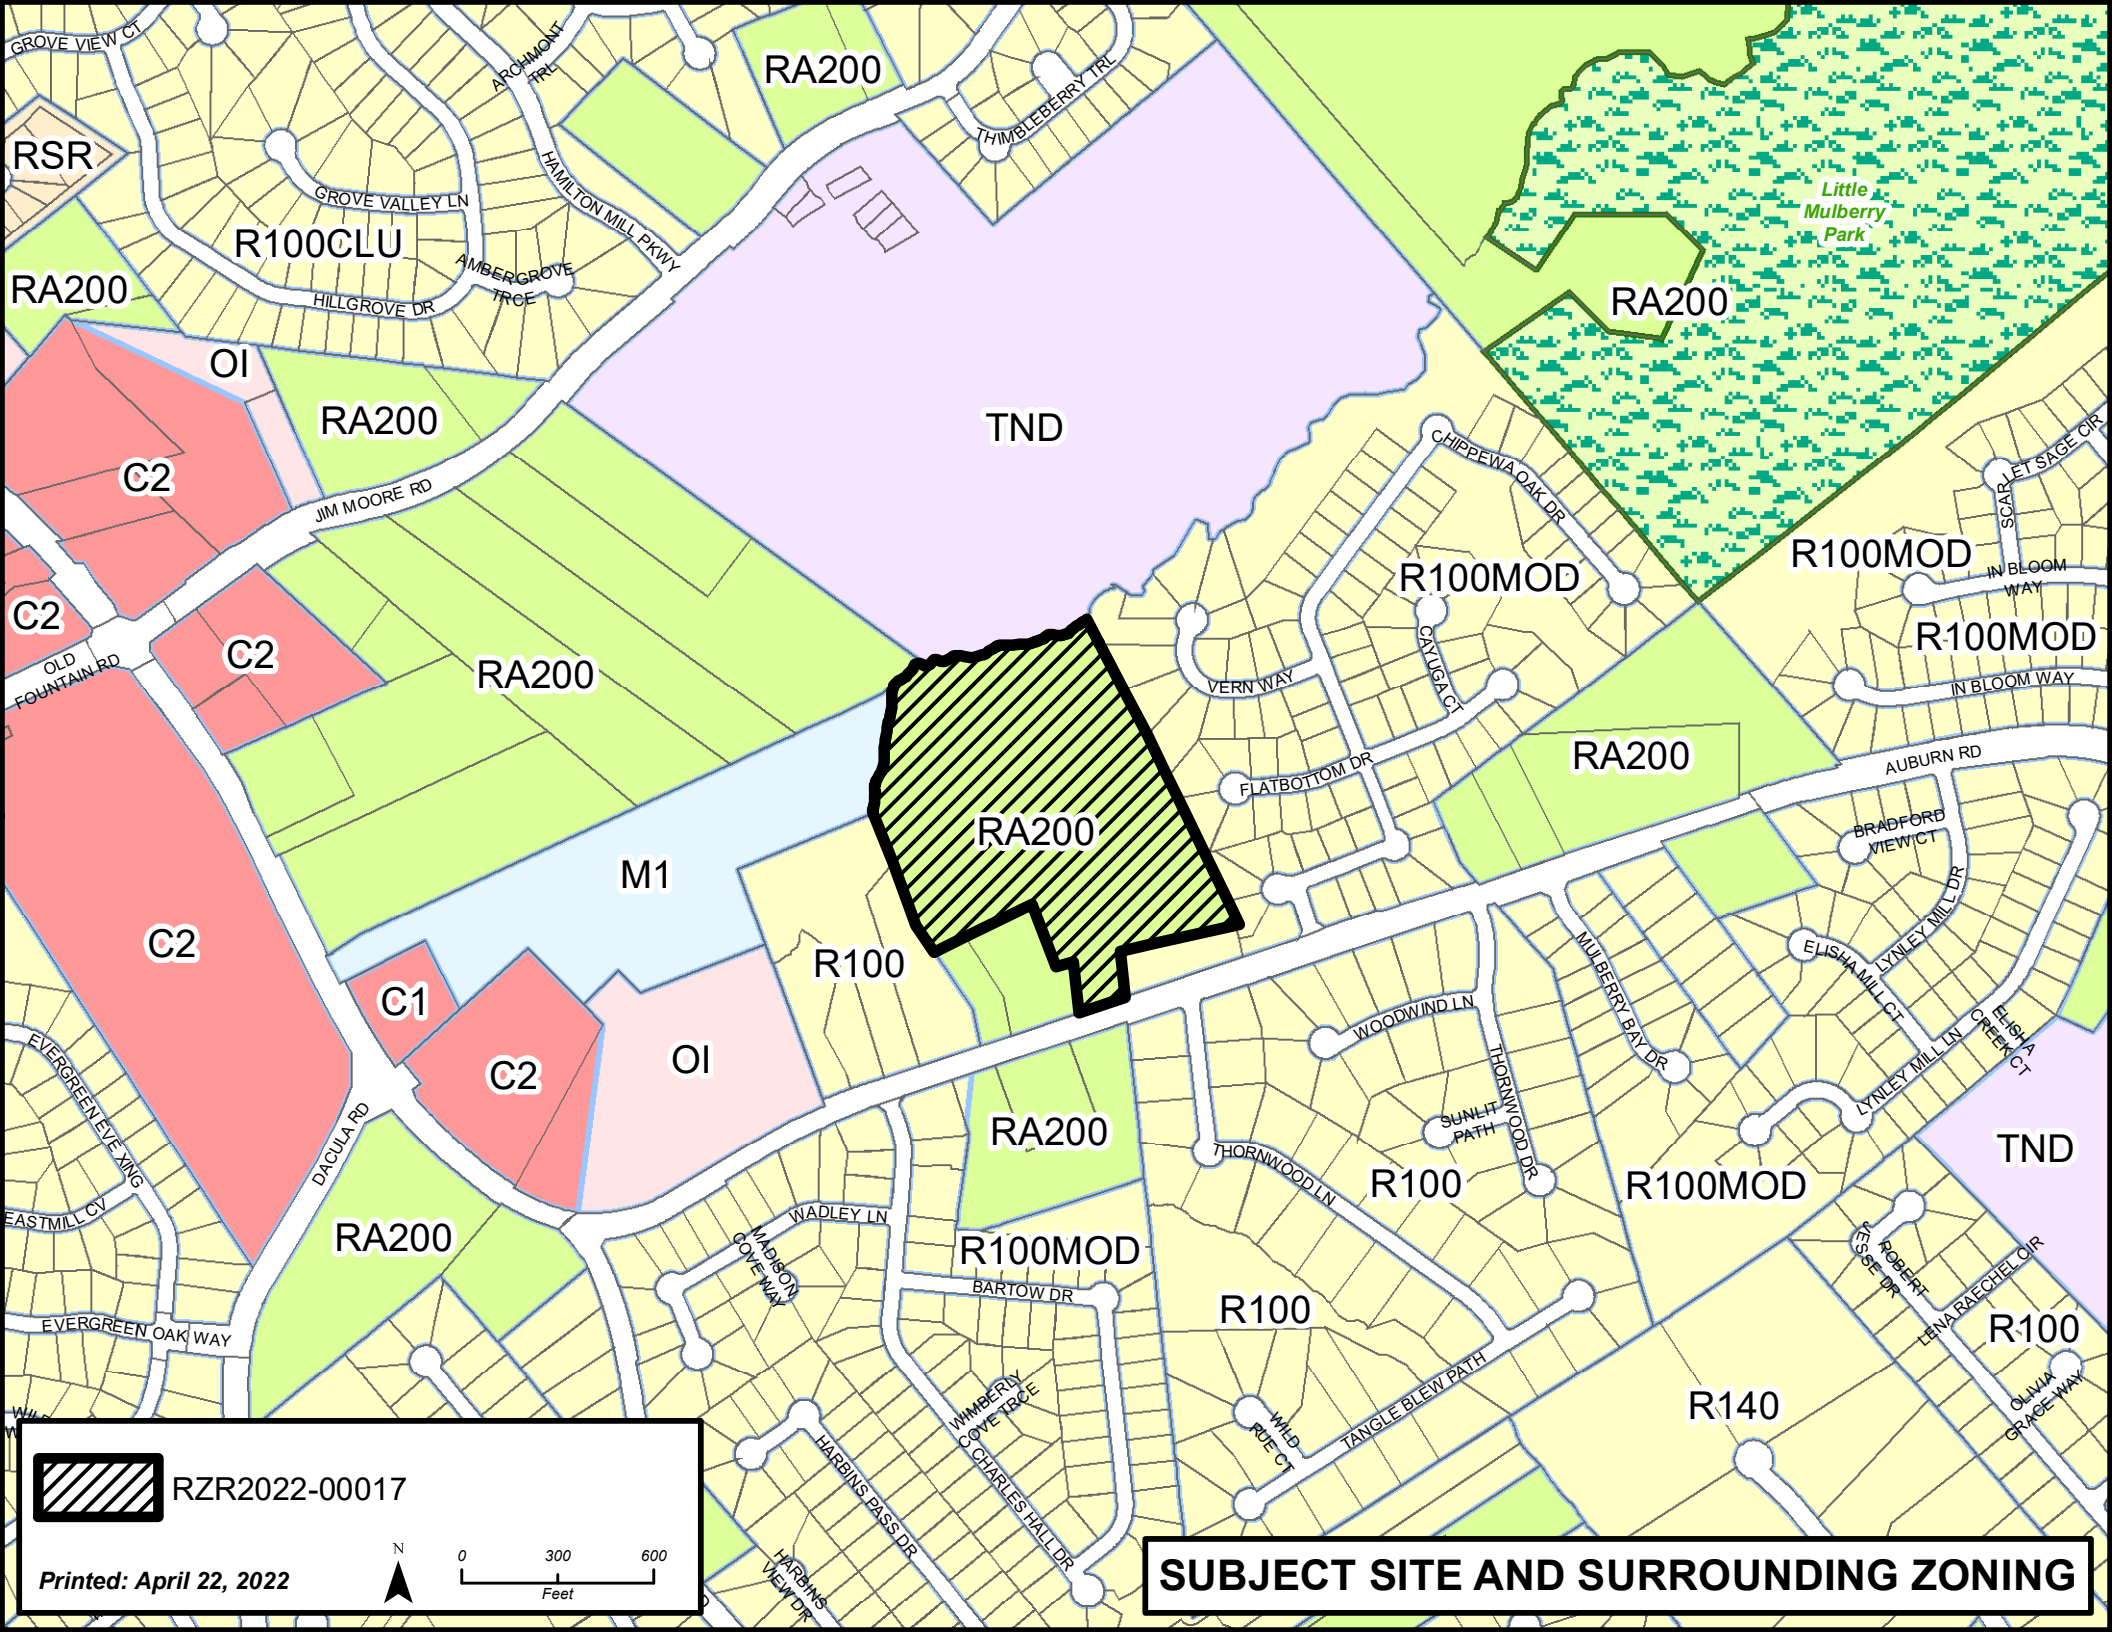 GROVE VIEW CT
ARCHMONT
TRL
RA200
THIMBLEBERRY TRL
RSR
HAMILTON MILL PKWY
GROVE VALLEY LN
R100CLU
AMBERGROVE
TRCE
RA200
HILLGROVE DR
Little
Mulberry
Park
RA200
OI
RA200
TND
C2
JIM MOORE RD
CHIPPEWA OAK DR
SCARLET SAGE CIR
R100MOD
R100MOD
IN BLOOM
WAY
C2
C2
OLD
FOUNTAIN RD
RA200
CAYUGA CT
VERN WAY
R100MOD
IN BLOOM WAY
FLATBOTTOM DR
RA200
AUBURN RD
RA200
BRADFORD
VIEW CT
M1
LYNLEY MILL DR
C2
R100
C1
MULBERRY BAY DR
ELISHA MILL CT
WOODWIND LN
ELISHA
CREEK CT
EVERGREEN EVE XING
C2
OI
THORNWOOD DR
LYNLEY MILL LN
DACULA RD
RA200
SUNLIT
PATH
TND
THORNWOOD LN
R100
R100MOD
EASTMILL CV
RA200
WADLEY LN
MADISON
COVE WAY
R100MOD
BARTOW DR
ROBERT
JESSE DR
LENA RAECHEL CIR
R100
R100
EVERGREEN OAK WAY
WIMBERLY
COVE TRCE
TANGLE BLEW PATH
R140
OLIVIA
GRACE WAY
WILD
RUE CT
HARBINS PASS DR
CHARLES HALL DR
HARBINS
VIEW DR
RZR2022-00017
N
0 300 600
Feet
Printed: April 22, 2022
SUBJECT SITE AND SURROUNDING ZONING